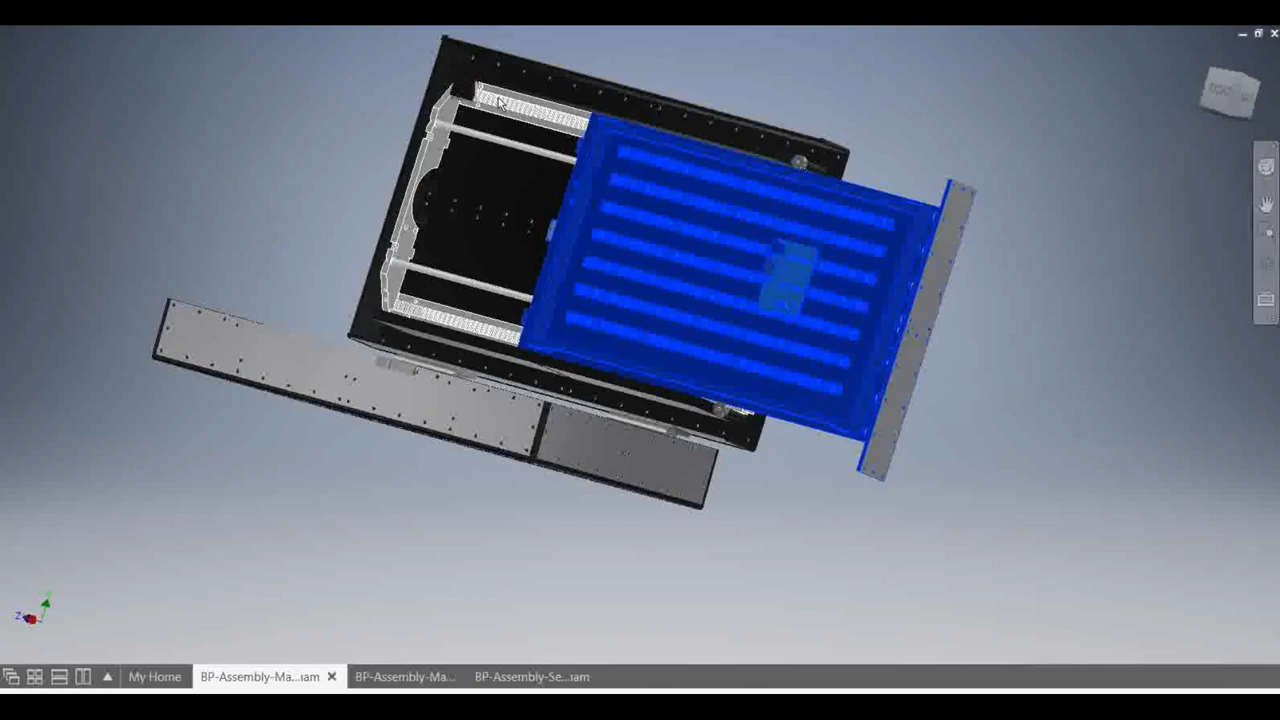 Z
My Home
BP-Assembly-Ma...iam
BP-Assembly-Ma...
BP-Assembly-Se...iam